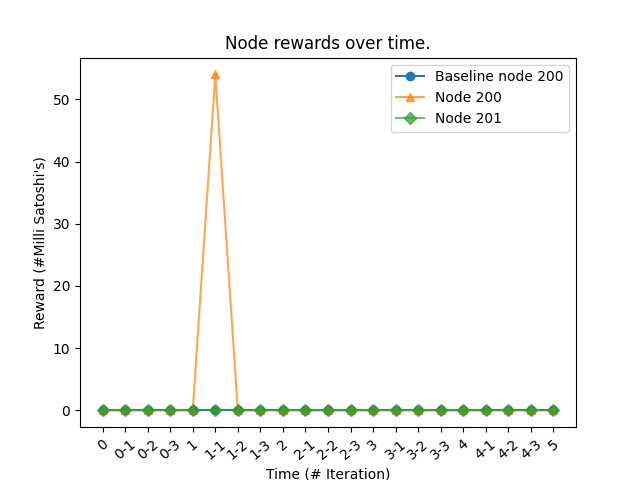 Node rewards over time.
Baseline node 200
Node 200
Node 201
Reward (#Milli Satoshi's)
50
40
30
20
10
0
0 0-1 0-2 0-3 1 1-1 1-2 1-3 2 2-1 2-2 2-3 3 3-1 3-2 3-3 4 4-1 4-2 4-3 5
Time (# Iteration)